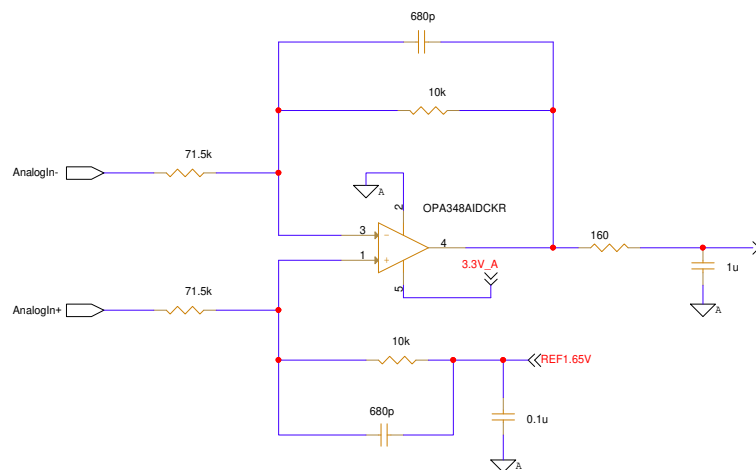 680p
10k
71.5k
AnalogIn-
A
2
OPA348AIDCKR
3
4
160
1
3.3V_A
1u
5
71.5k
AnalogIn+
A
10k
REF1.65V
680p
0.1u
A